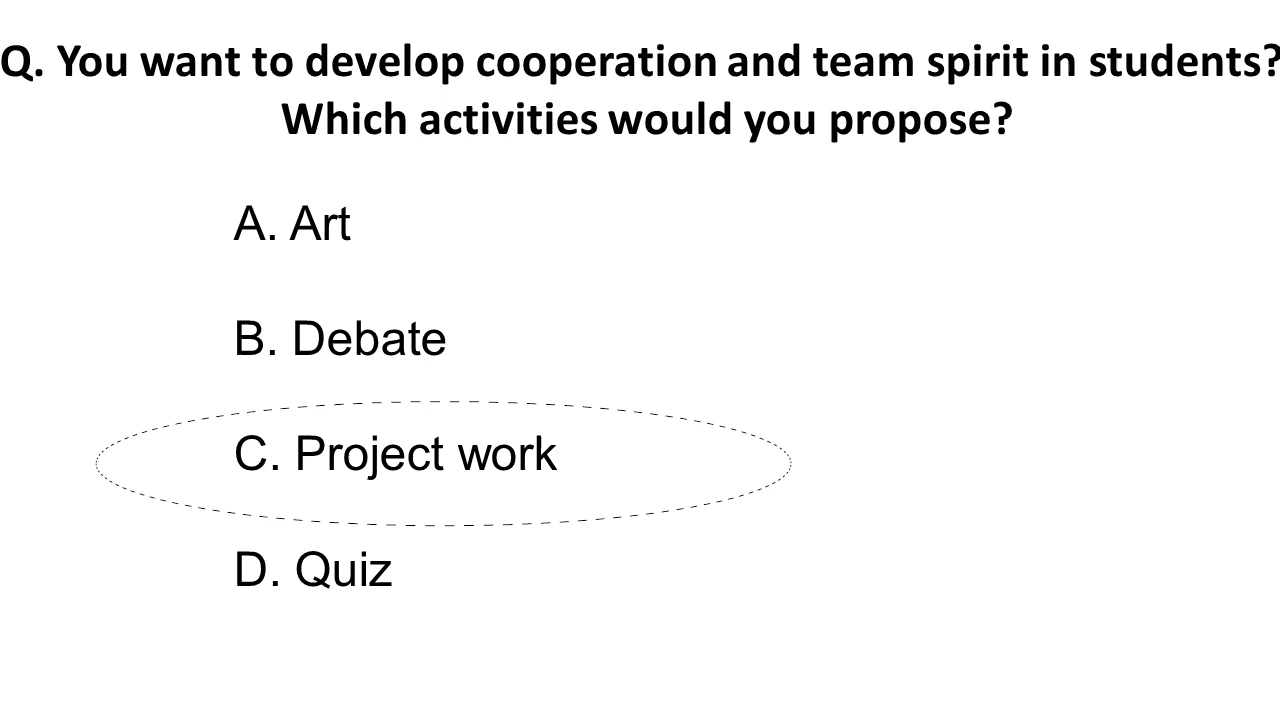 Q. You want to develop cooperation and team spirit in students?
Which activities would you propose?
A. Art
B. Debate
C. Project work
D. Quiz